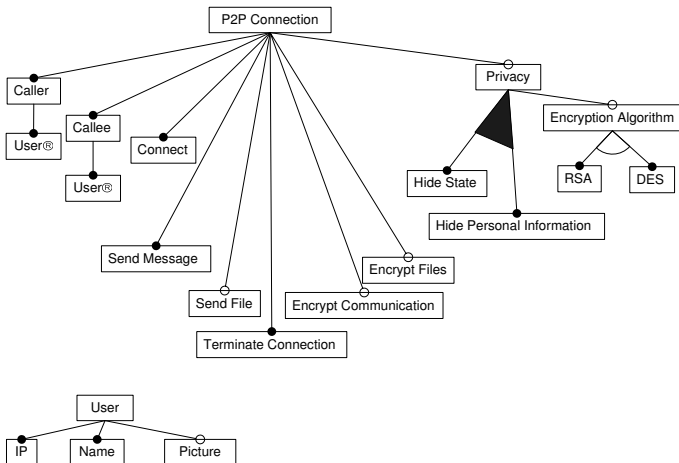 P2P Connection
Caller
Privacy
Callee
Encryption Algorithm
User®
Connect
Hide State
RSA
DES
User®
Hide Personal Information
Send Message
Encrypt Files
Send File
Encrypt Communication
Terminate Connection
User
IP
Name
Picture